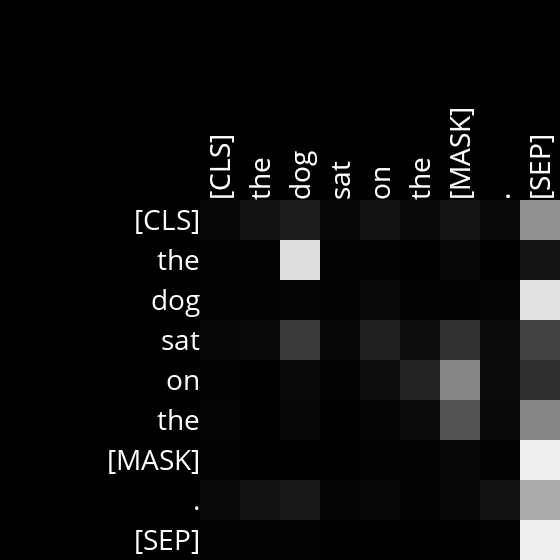 [CLS] the dog sat on the [MASK] . [SEP]
[CLS]
the
dog
sat
on
the
[MASK]
.
[SEP]